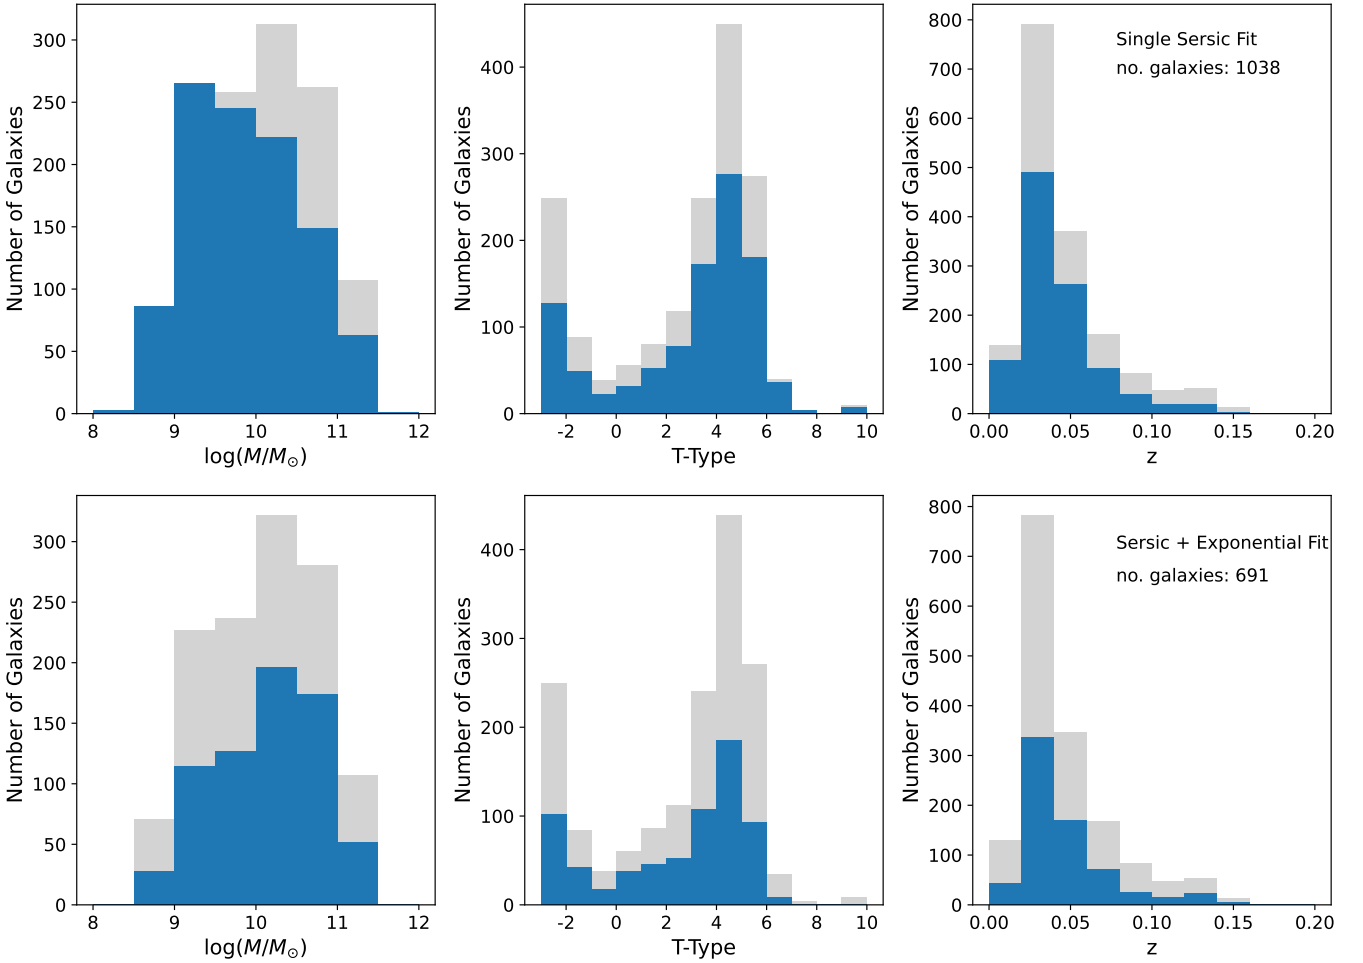 300
250
200
150
100
50
0
Number of Galaxies
8 9 10 11 12
log(M/M⊙)
400
300
200
100
0
Number of Galaxies
-2 0 2 4 6 8 10
T-Type
800
700
600
500
400
300
200
100
0
Number of Galaxies
Single Sersic Fit
no. galaxies: 1038
0.00 0.05 0.10 0.15 0.20
z
300
250
200
150
100
50
0
Number of Galaxies
8 9 10 11 12
log(M/M⊙)
400
300
200
100
0
Number of Galaxies
-2 0 2 4 6 8 10
T-Type
800
700
600
500
400
300
200
100
0
Number of Galaxies
Sersic + Exponential Fit
no. galaxies: 691
0.00 0.05 0.10 0.15 0.20
z